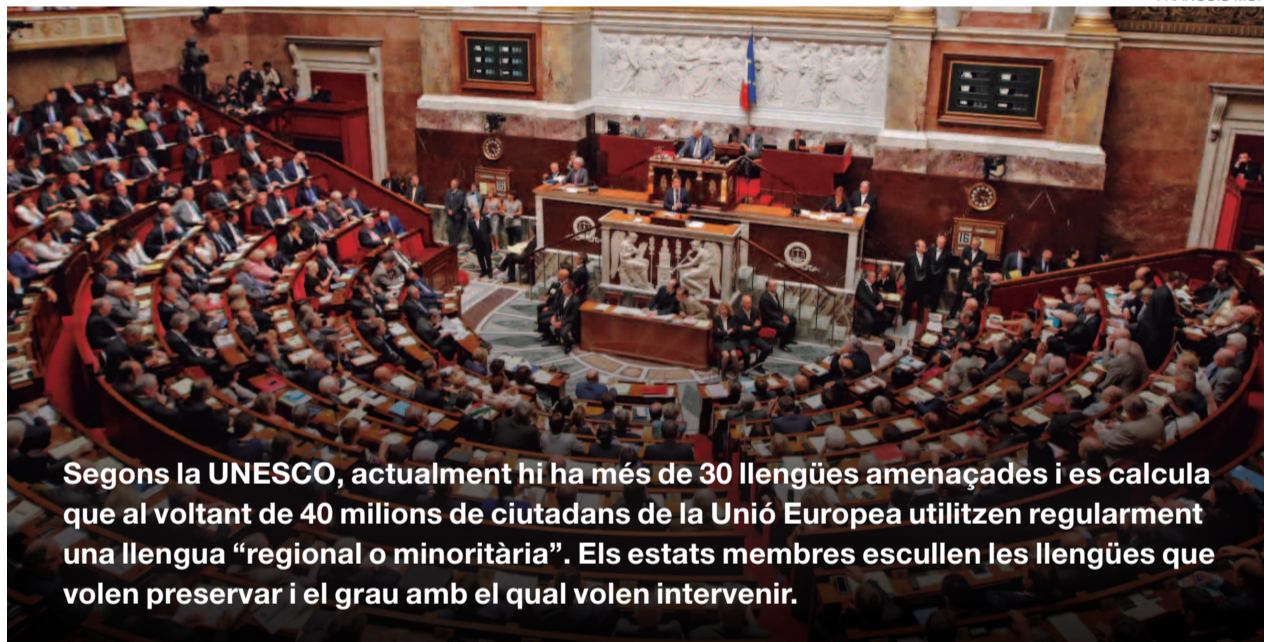 Segons la UNESCO, actualment hi ha més de 30 llengües amenaçades i es calcula
que al voltant de 40 milions de ciutadans de la Unió Europea utilitzen regularment
una llengua “regional o minoritària”. Els estats membres escullen les llengües que
volen preservar i el grau amb el qual volen intervenir.